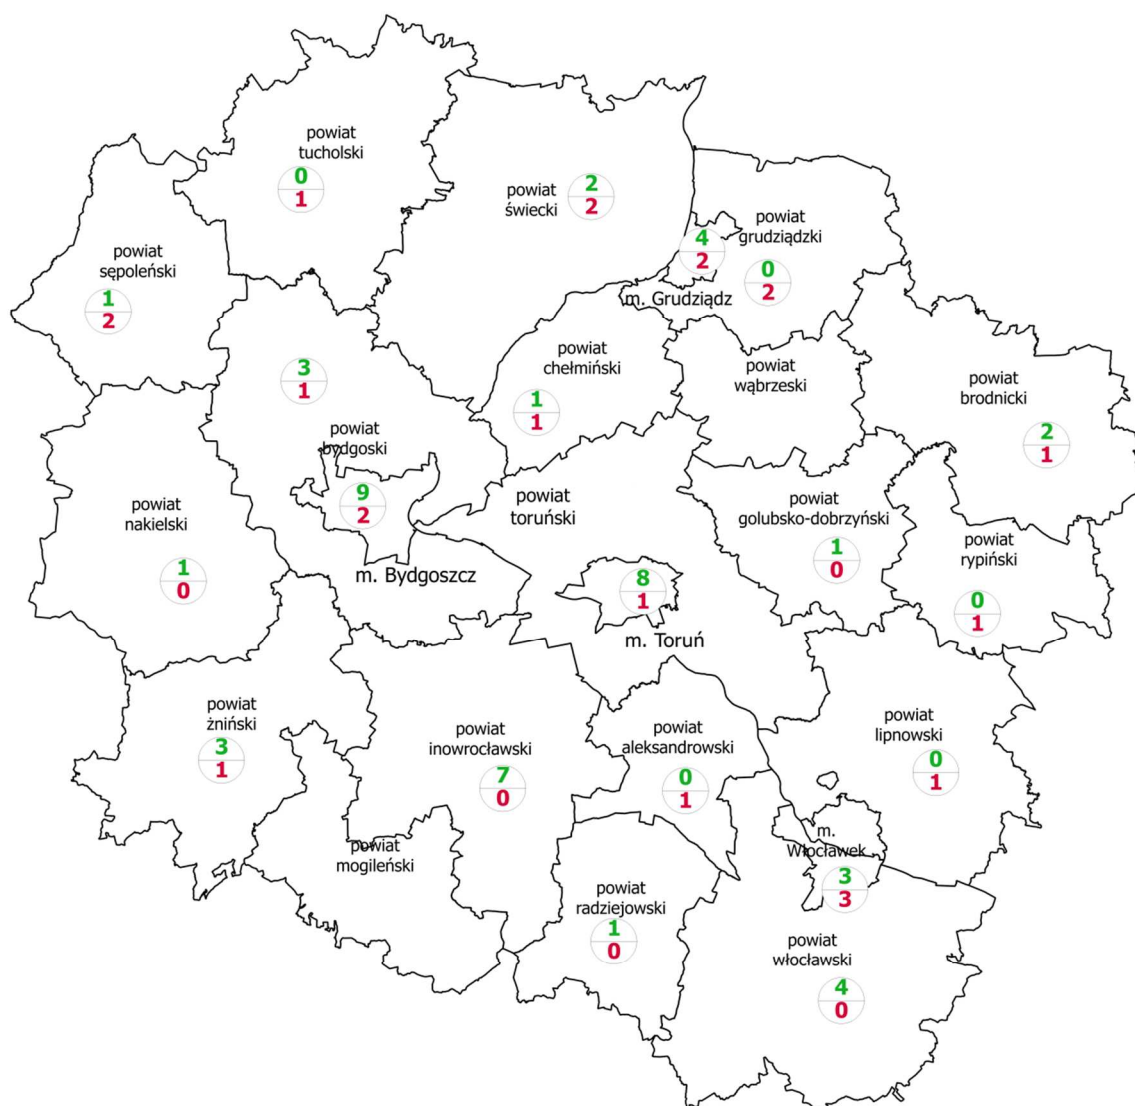 powiat
tucholski
0
1
powiat
świecki
2
2
powiat
grudziądzki
4
2
0
2
m. Grudziądz
powiat
sępoleński
1
2
powiat
chełmiński
1
1
powiat
wąbrzeski
powiat
brodnicki
2
1
3
1
powiat
bydgoski
9
2
m. Bydgoszcz
powiat
nakielski
1
0
powiat
toruński
8
1
m. Toruń
powiat
golubsko-dobrzyński
1
0
powiat
rypiński
0
1
powiat
żniński
3
1
powiat
inowrocławski
7
0
powiat
aleksandrowski
0
1
powiat
lipnowski
0
1
powiat
mogileński
m.
Włocławek
3
3
powiat
radziejowski
1
0
powiat
włocławski
4
0